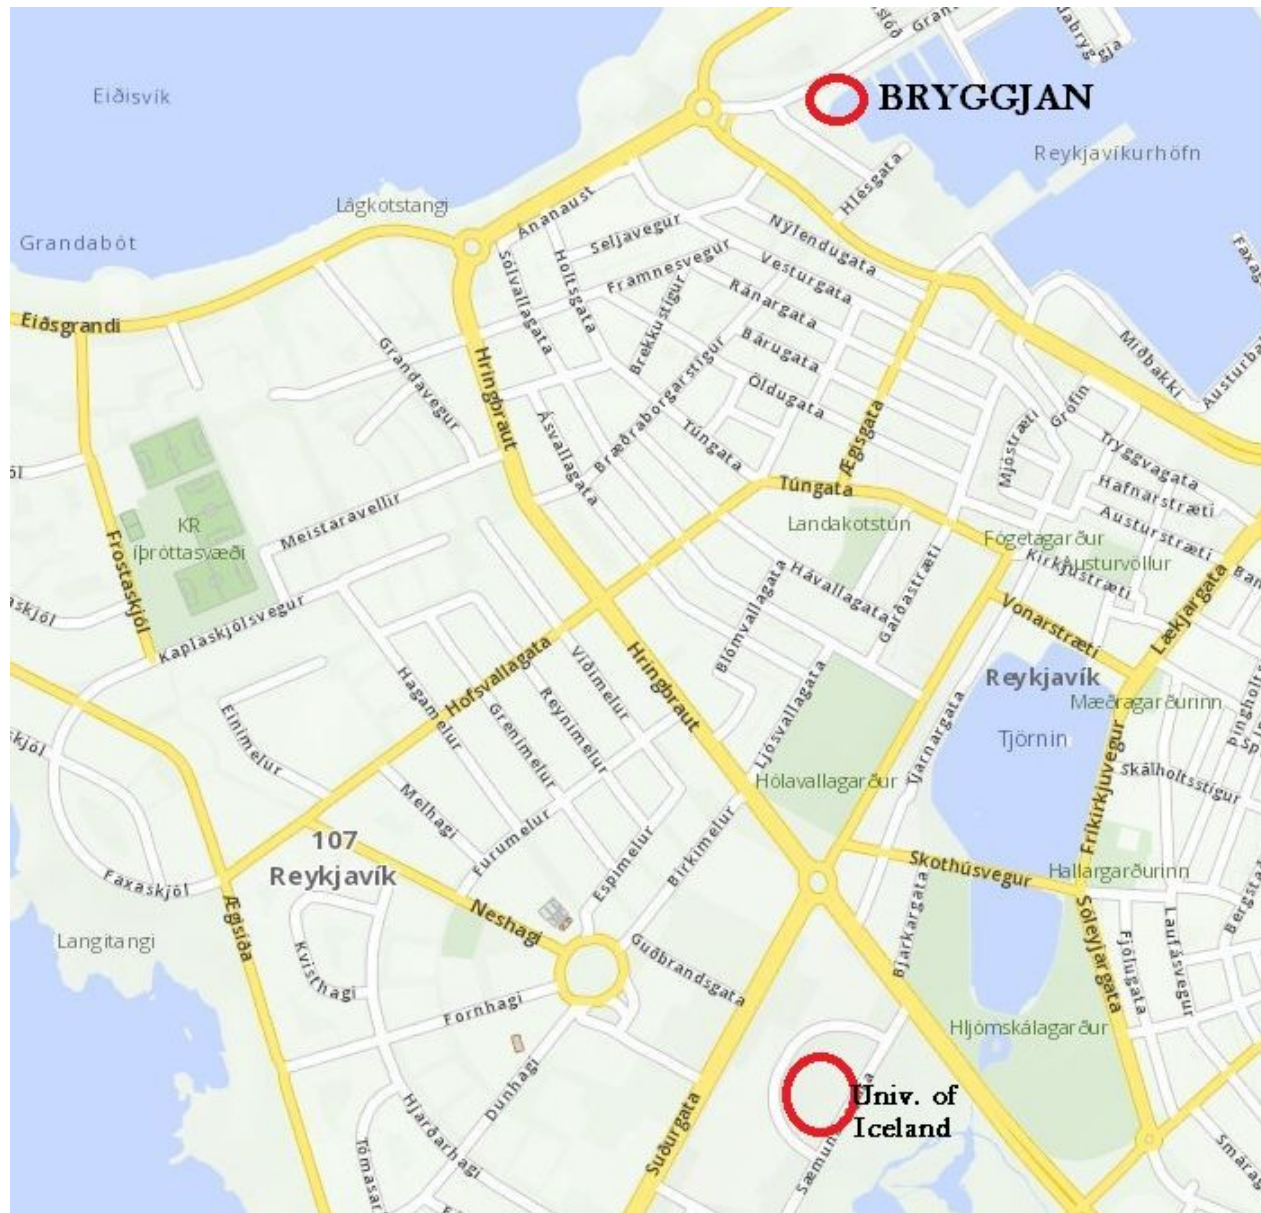 Eiðisvík
BRYGGJAN
Reykjavíkurhöfn
Hlésgata
Lágkotstangi
Ánanaust
Seljavegur
Nýlendugata
Grandabót
Sólvallagata
Holtsgata
Framnesvegur
Vesturgata
Ránargata
Eiðsgrandi
Grandavegur
Hringbraut
Brekkustígur
Bárugata
Öldugata
Miðbakki
Ásvallagata
Bræðraborgarstígur
Túngata
Ægisgata
Mjóstræti
Grófin
Tryggvagata
Hafnarstræti
Austurstræti
Túngata
Landakotstún
Fógetagarður
Austurvöllur
Kirkjustræti
KR
íþróttasvæði
Meistaravellir
Frostaskjól
Kaplaskjólsvegur
Hávallagata
Garðastræti
Blómvallagata
Vonarstræti
Lækjargata
Hofsvallagata
Víðimelur
Hringbraut
Ljósvallagata
Reykjavík
Mæðragarðurinn
Tjörnin
Hagamelur
Grenimelur
Reynimelur
Einimelur
Hólavallagarður
Tjarnargata
Fríkirkjuvegur
Skálholtsstígur
Melhagi
Furumelur
Espimelur
Birkimelur
107
Reykjavík
Skothúsvegur
Hallargarðurinn
Faxaskjól
Ægisíða
Neshagi
Bjarkargata
Sóleyjargata
Fjólugata
Laufásvegur
Langitangi
Kvisthagi
Guðbrandsgata
Fornhagi
Hljómskálagarður
Dunhagi
Hjarðarhagi
Suðurgata
Univ. of
Iceland